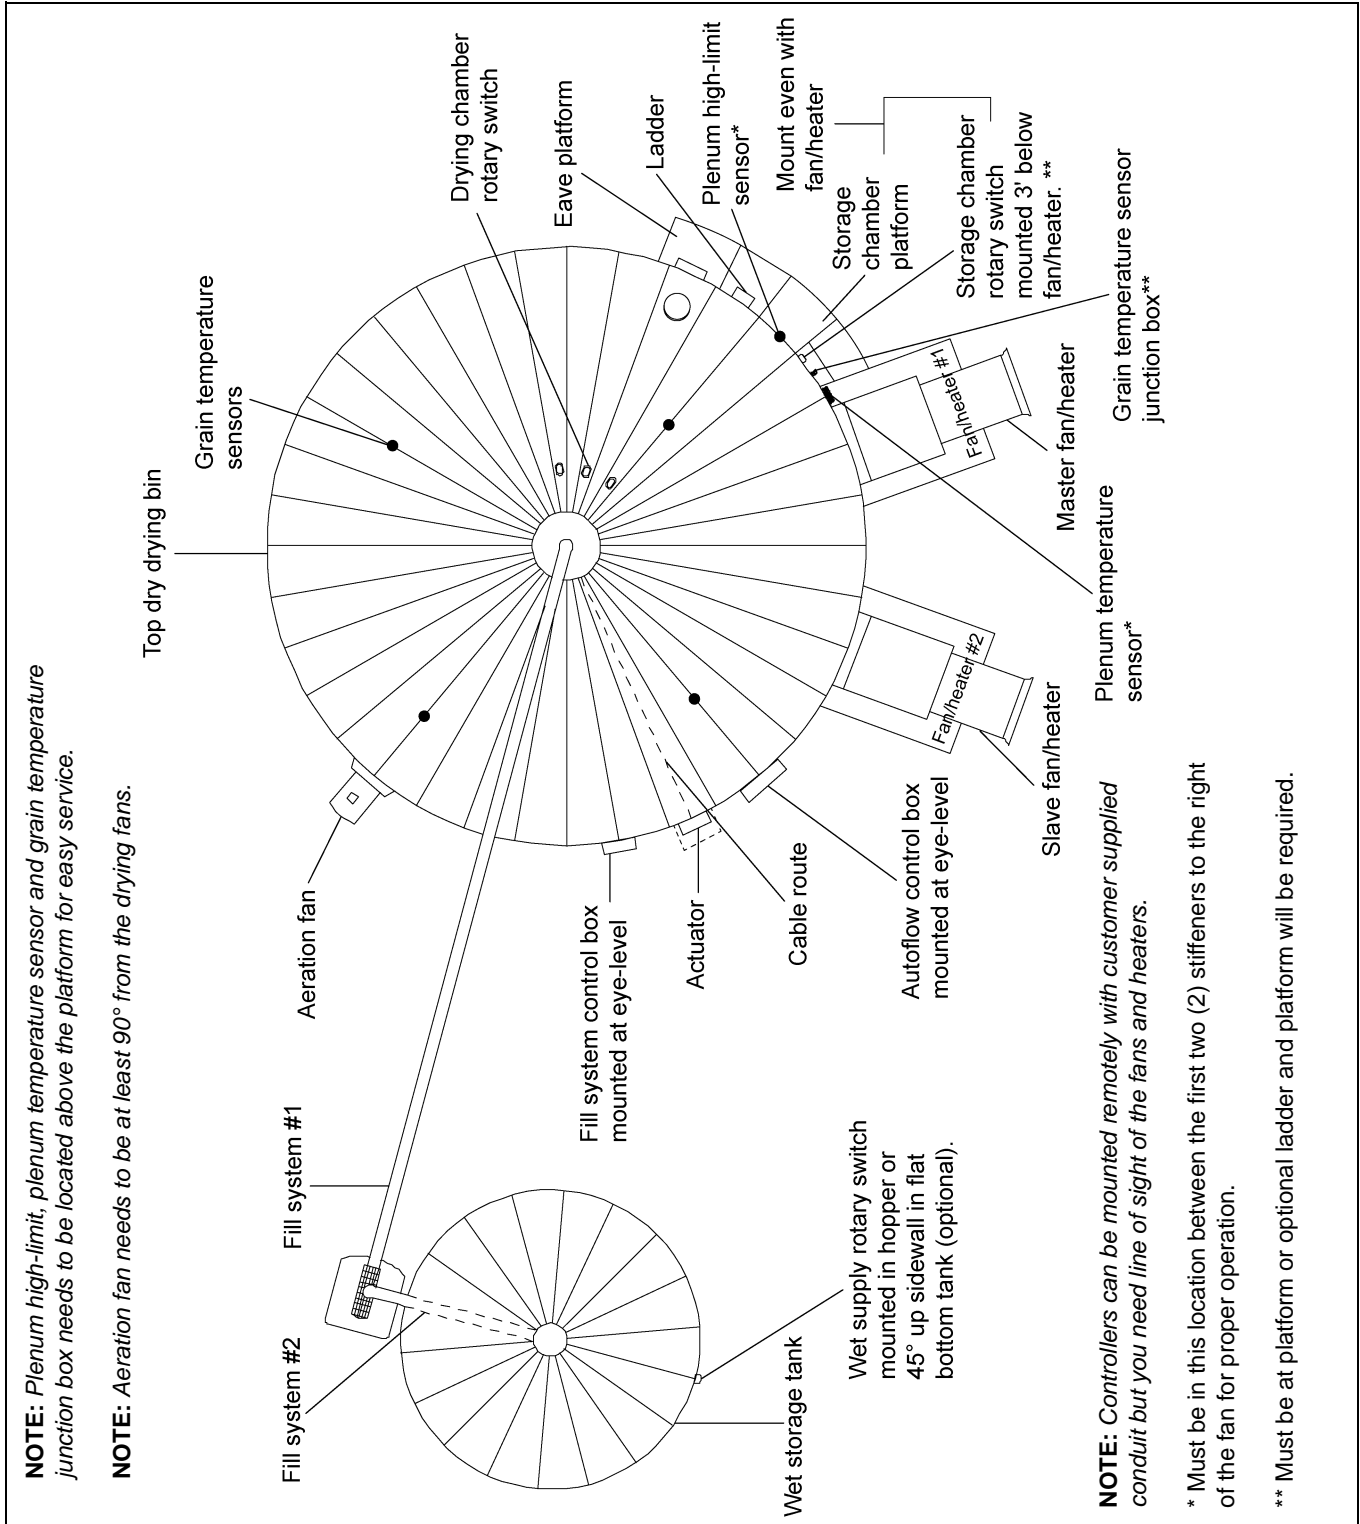 NOTE: Plenum high-limit, plenum temperature sensor and grain temperature
junction box needs to be located above the platform for easy service.
NOTE: Aeration fan needs to be at least 90° from the drying fans.
Top dry drying bin
Grain temperature
sensors
Drying chamber
rotary switch
Eave platform
Ladder
Plenum high-limit
sensor*
Mount even with
fan/heater
Storage
chamber
platform
Storage chamber
rotary switch
mounted 3' below
fan/heater. **
Grain temperature sensor
junction box**
Fan/heater #1
Master fan/heater
Plenum temperature
sensor*
Fan/heater #2
Slave fan/heater
Aeration fan
Fill system control box
mounted at eye-level
Actuator
Cable route
Autoflow control box
mounted at eye-level
Fill system #1
Fill system #2
Wet supply rotary switch
mounted in hopper or
45° up sidewall in flat
bottom tank (optional).
Wet storage tank
NOTE: Controllers can be mounted remotely with customer supplied
conduit but you need line of sight of the fans and heaters.
* Must be in this location between the first two (2) stiffeners to the right
of the fan for proper operation.
** Must be at platform or optional ladder and platform will be required.